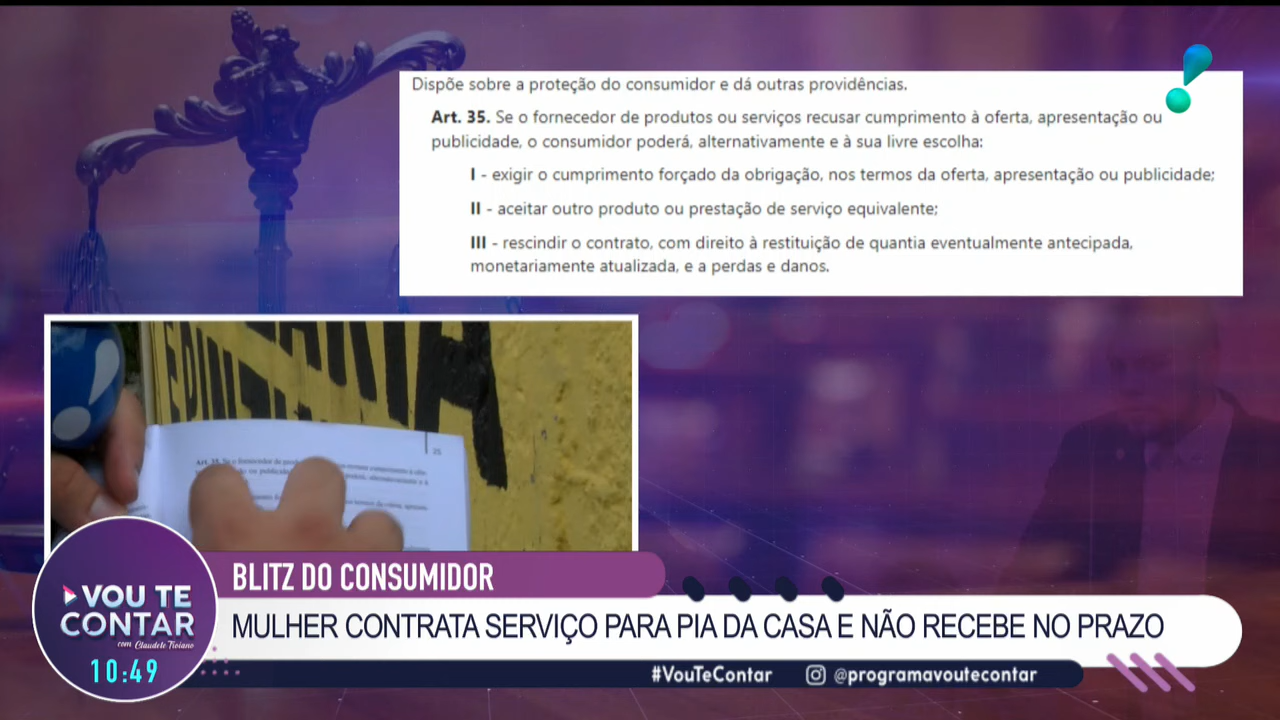 Dispõe sobre a proteção do consumidor e dá outras providências.
Art. 35. Se o fornecedor de produtos ou serviços recusar cumprimento à oferta, apresentação ou
publicidade, o consumidor poderá, alternativamente e à sua livre escolha:
I - exigir o cumprimento forçado da obrigação, nos termos da oferta, apresentação ou publicidade;
II - aceitar outro produto ou prestação de serviço equivalente;
III - rescindir o contrato, com direito à restituição de quantia eventualmente antecipada,
monetariamente atualizada, e a perdas e danos.
25
BLITZ DO CONSUMIDOR
MULHER CONTRATA SERVIÇO PARA PIA DA CASA E NÃO RECEBE NO PRAZO
VOU TE
CONTAR
com Claudete Troiano
10:49
#VouTeContar @programavoutecontar